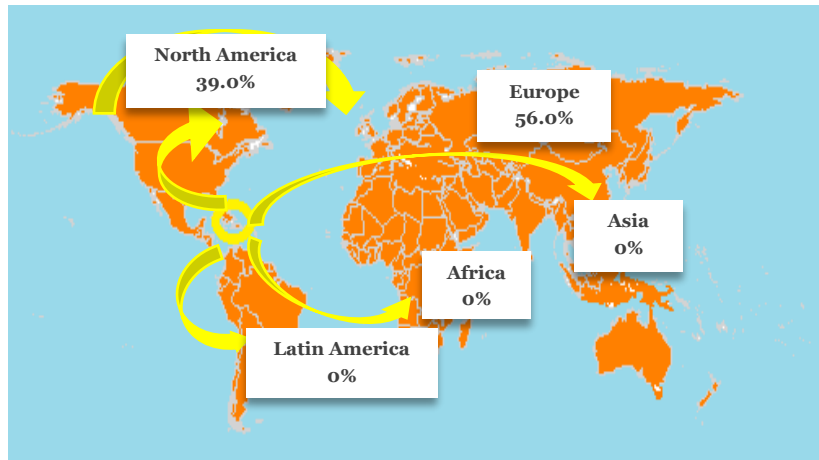 North America
39.0%
Europe
56.0%
Asia
0%
Africa
0%
Latin America
0%